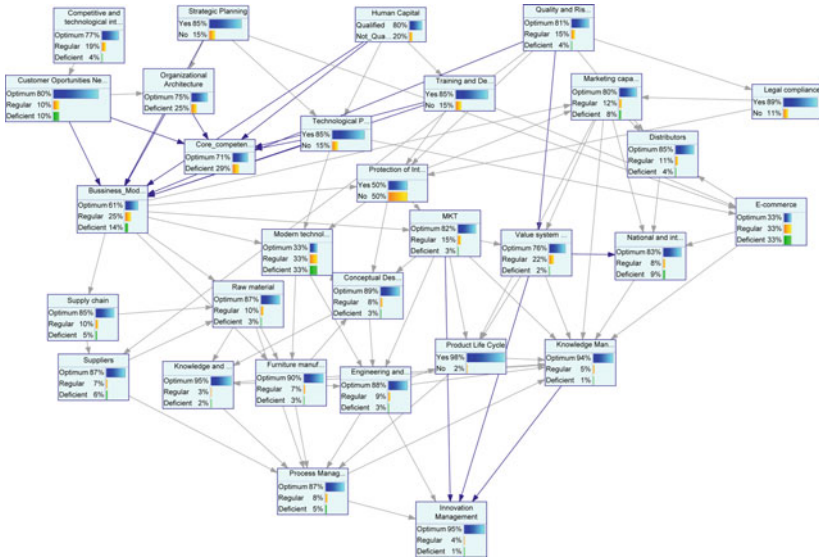 Competitive and
technological int...
Optimum 77%
Regular 19%
Deficient 4%
Strategic Planning
Yes 85%
No 15%
Human Capital
Qualified 80%
Not_Qua... 20%
Quality and Ris...
Optimum 81%
Regular 15%
Deficient 4%
Customer Oportunities Ne...
Optimum 80%
Regular 10%
Deficient 10%
Organizational
Architecture
Optimum 75%
Deficient 25%
Training and De...
Yes 85%
No 15%
Marketing capa...
Optimum 80%
Regular 12%
Deficient 8%
Legal compliance
Yes 89%
No 11%
Technological P...
Yes 85%
No 15%
Core_competen...
Optimum 71%
Deficient 29%
Distributors
Optimum 85%
Regular 11%
Deficient 4%
Protection of Int...
Yes 50%
No 50%
Bussiness_Mod...
Optimum 61%
Regular 25%
Deficient 14%
E-commerce
Optimum 33%
Regular 33%
Deficient 33%
MKT
Optimum 82%
Regular 15%
Deficient 3%
Modern technol...
Optimum 33%
Regular 33%
Deficient 33%
Value system ...
Optimum 76%
Regular 22%
Deficient 2%
National and int...
Optimum 83%
Regular 8%
Deficient 9%
Conceptual Des...
Optimum 89%
Regular 8%
Deficient 3%
Raw material
Optimum 87%
Regular 10%
Deficient 3%
Supply chain
Optimum 85%
Regular 10%
Deficient 5%
Product Life Cycle
Yes 98%
No 2%
Knowledge Man...
Optimum 94%
Regular 5%
Deficient 1%
Suppliers
Optimum 87%
Regular 7%
Deficient 6%
Knowledge and ...
Optimum 95%
Regular 3%
Deficient 2%
Furniture manuf...
Optimum 90%
Regular 7%
Deficient 3%
Engineering and...
Optimum 88%
Regular 9%
Deficient 3%
Process Manag...
Optimum 87%
Regular 8%
Deficient 5%
Innovation
Management
Optimum 95%
Regular 4%
Deficient 1%